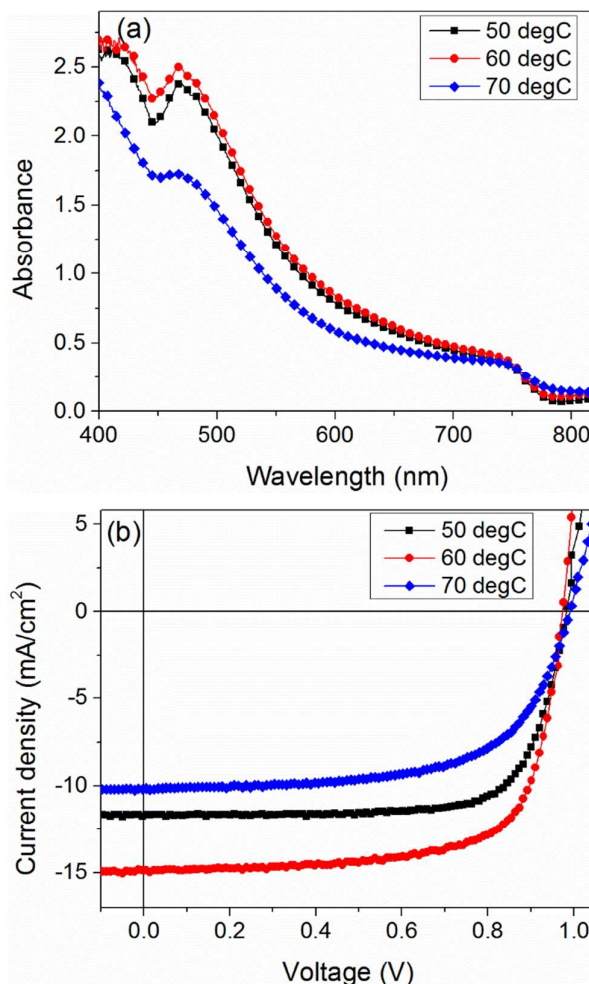 (a)
50 degC
60 degC
70 degC
2.5
2.0
1.5
1.0
0.5
0.0
Absorbance
400 500 600 700 800
Wavelength (nm)
(b)
50 degC
60 degC
70 degC
5
0
-5
-10
-15
Current density (mA/cm²)
0.0 0.2 0.4 0.6 0.8 1.0
Voltage (V)